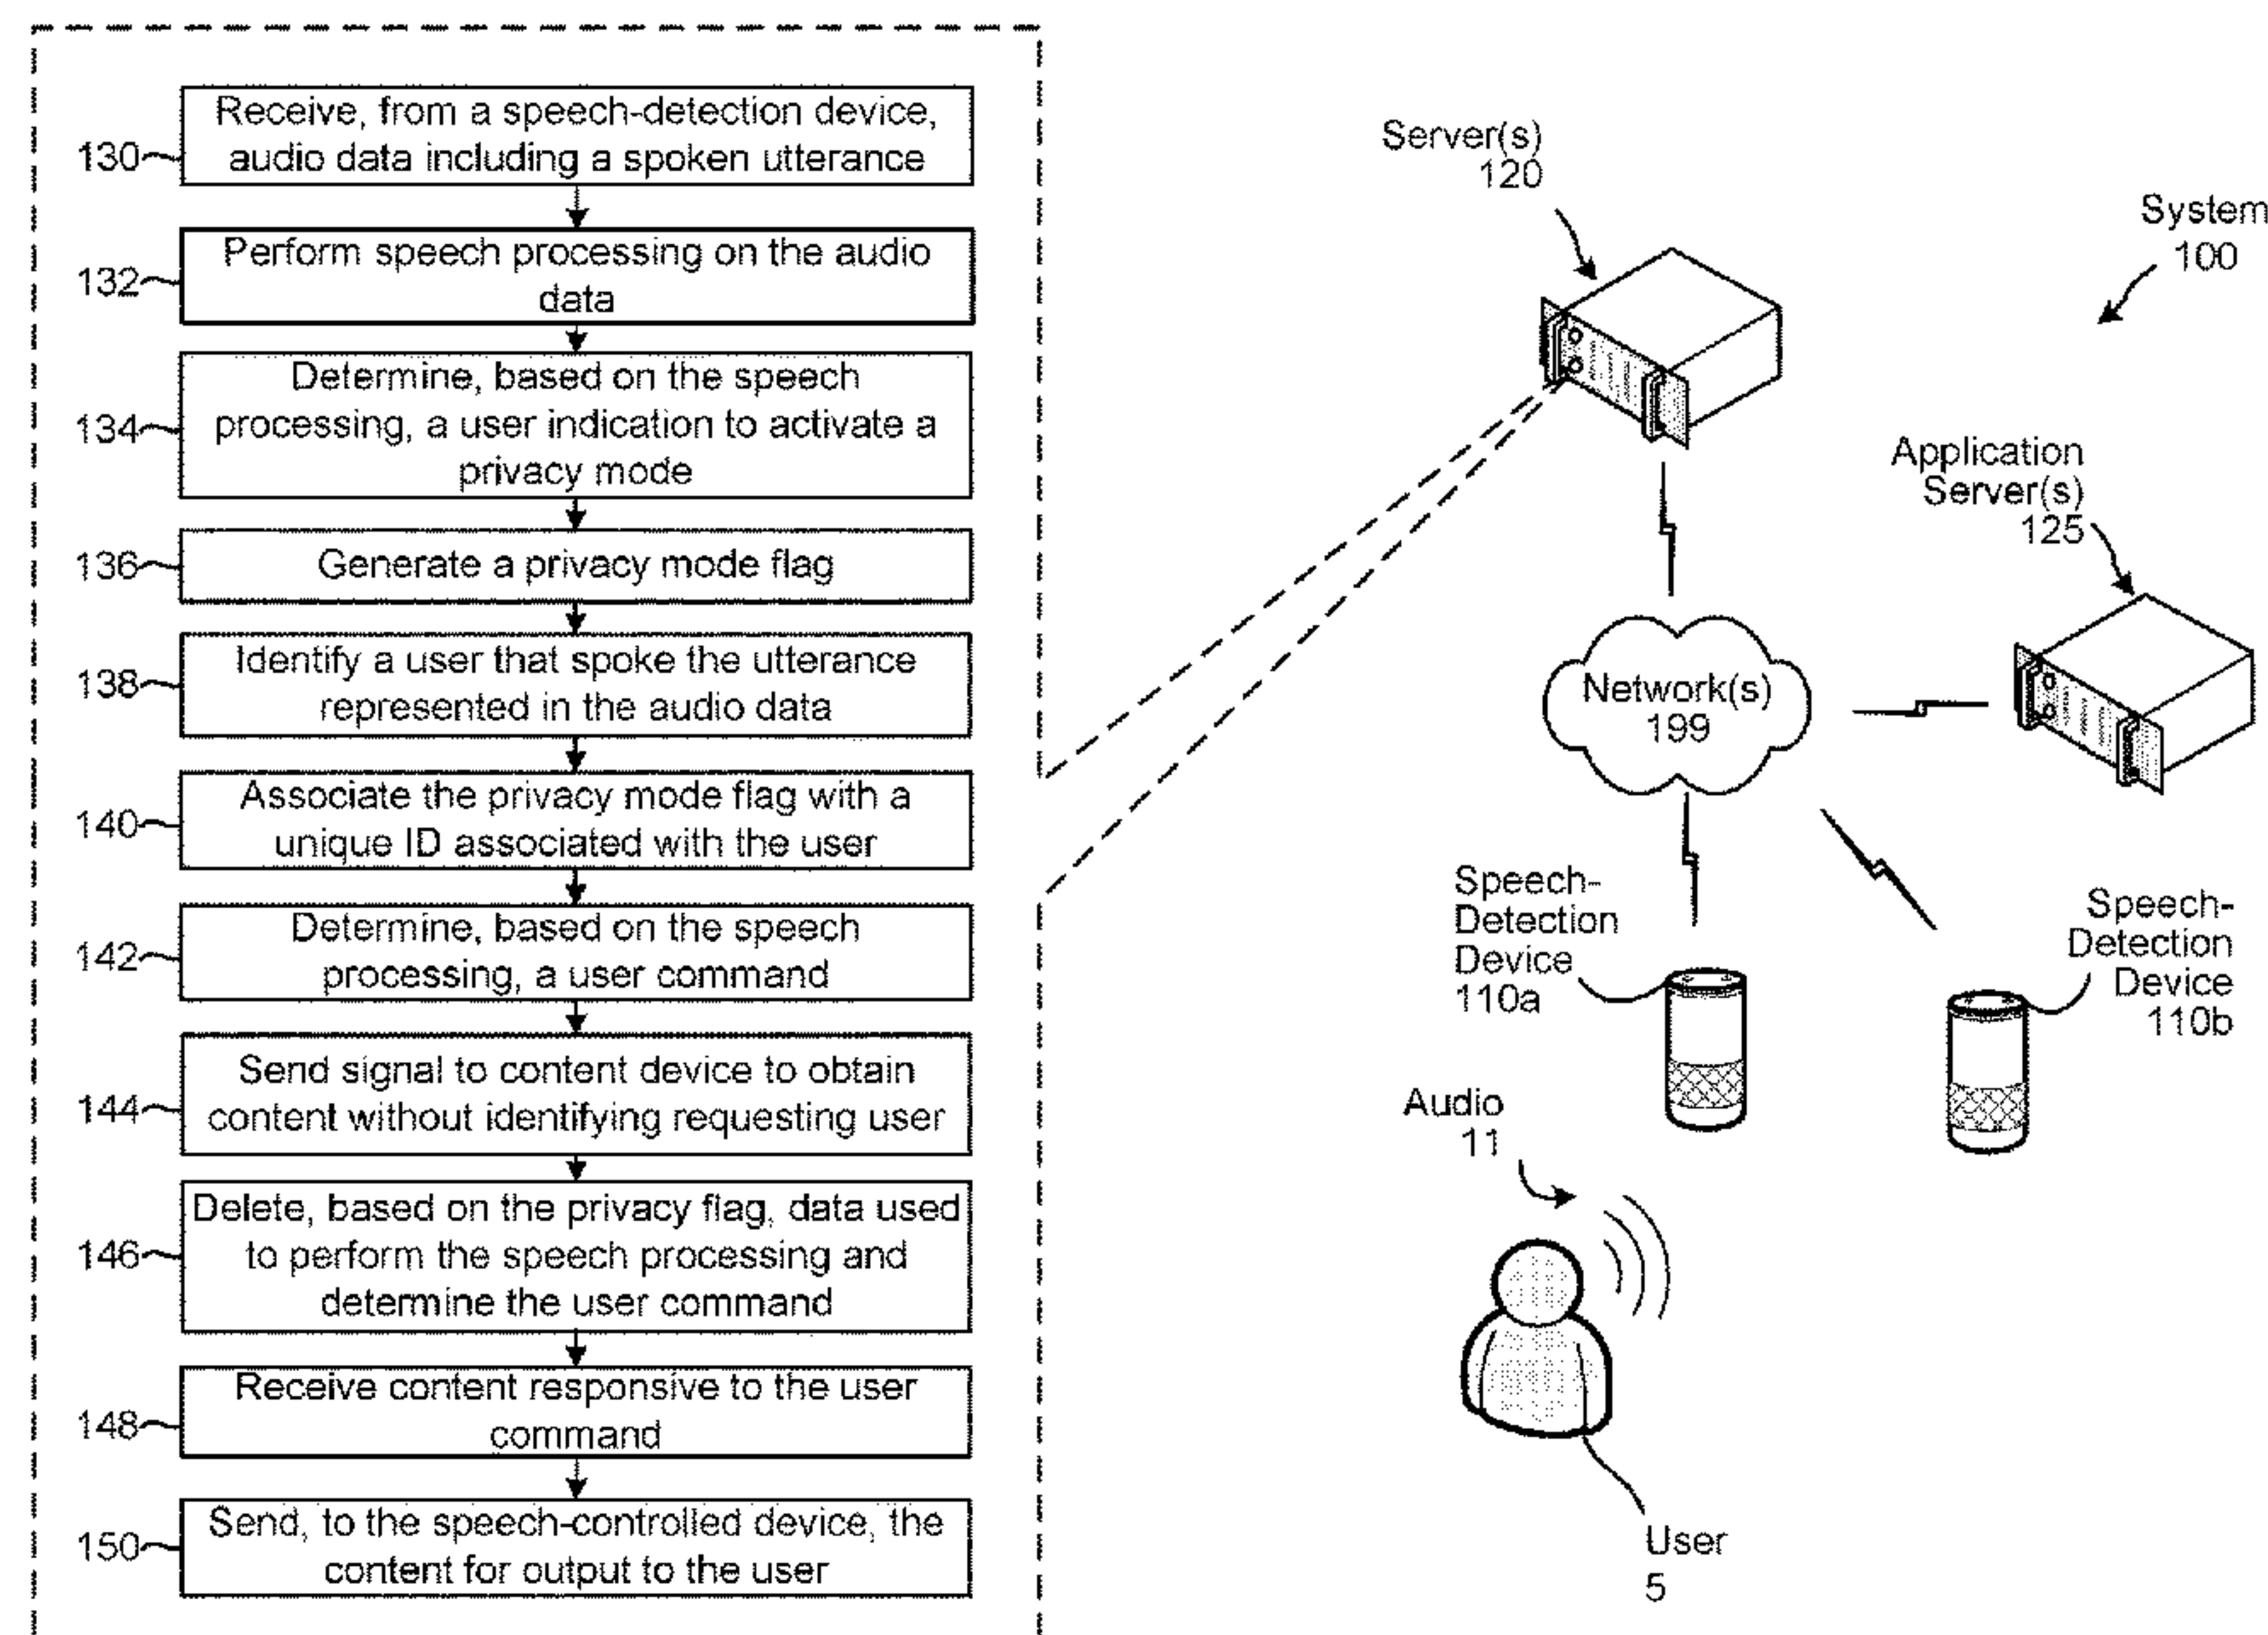 130
Receive, from a speech-detection device,
audio data including a spoken utterance
132
Perform speech processing on the audio
data
134
Determine, based on the speech
processing, a user indication to activate a
privacy mode
136
Generate a privacy mode flag
138
Identify a user that spoke the utterance
represented in the audio data
140
Associate the privacy mode flag with a
unique ID associated with the user
142
Determine, based on the speech
processing, a user command
144
Send signal to content device to obtain
content without identifying requesting user
146
Delete, based on the privacy flag, data used
to perform the speech processing and
determine the user command
148
Receive content responsive to the user
command
150
Send, to the speech-controlled device, the
content for output to the user
Server(s)
120
System
100
Application
Server(s)
125
Network(s)
199
Speech-
Detection
Device
110a
Speech-
Detection
Device
110b
Audio
11
User
5